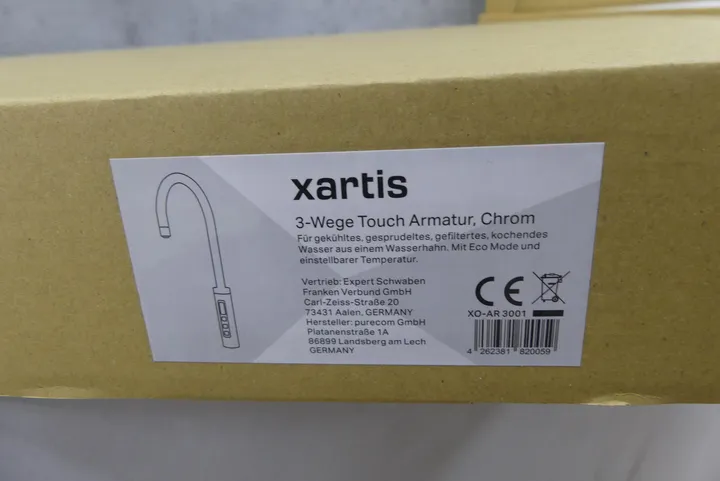 xartis
3-Wege Touch Armatur, Chrom
Für gekühltes, gesprudeltes, gefiltertes, kochendes
Wasser aus einem Wasserhahn. Mit Eco Mode und
einstellbarer Temperatur.
Vertrieb: Expert Schwaben
Franken Verbund GmbH
Carl-Zeiss-Straße 20
73431 Aalen, GERMANY
Hersteller: purecom GmbH
Platanenstraße 1A
86899 Landsberg am Lech
GERMANY
CE
XO-AR 3001
4 262381 820059